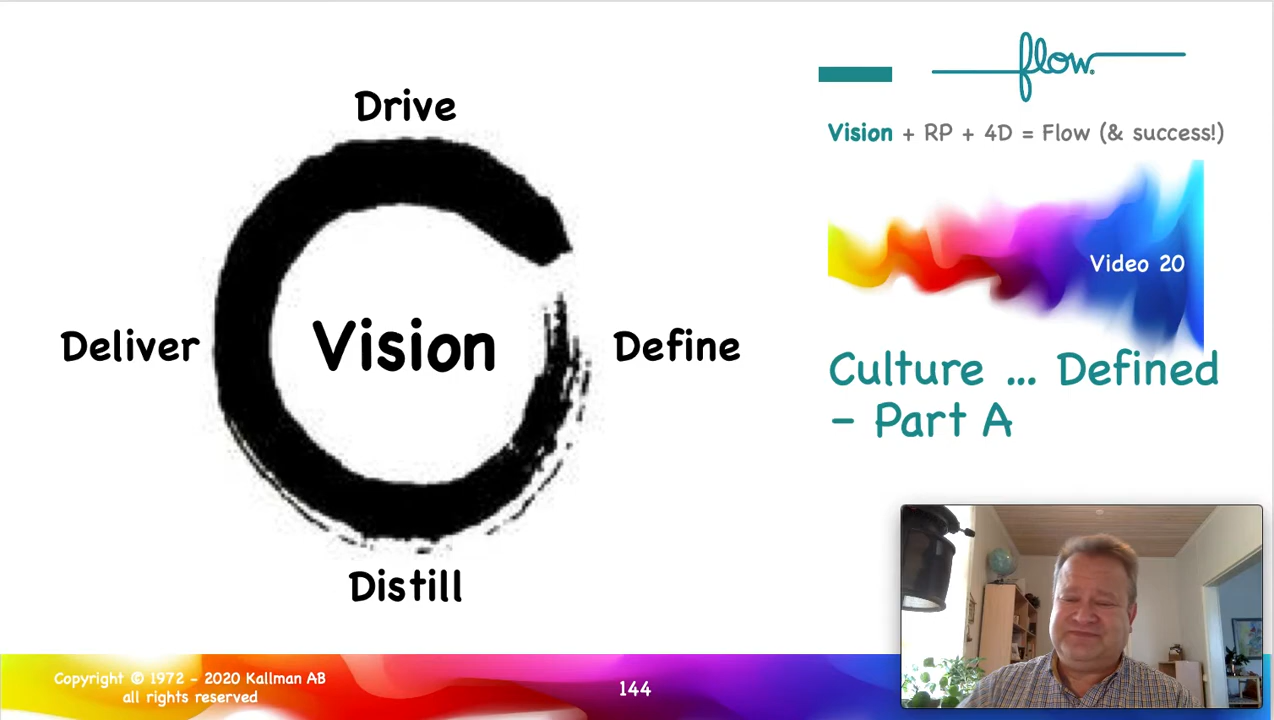 Drive
Deliver
Vision
Define
Distill
flow.
Vision + RP + 4D = Flow (& success!)
Video 20
Culture ... Defined
– Part A
Copyright © 1972 - 2020 Kallman AB
all rights reserved
144